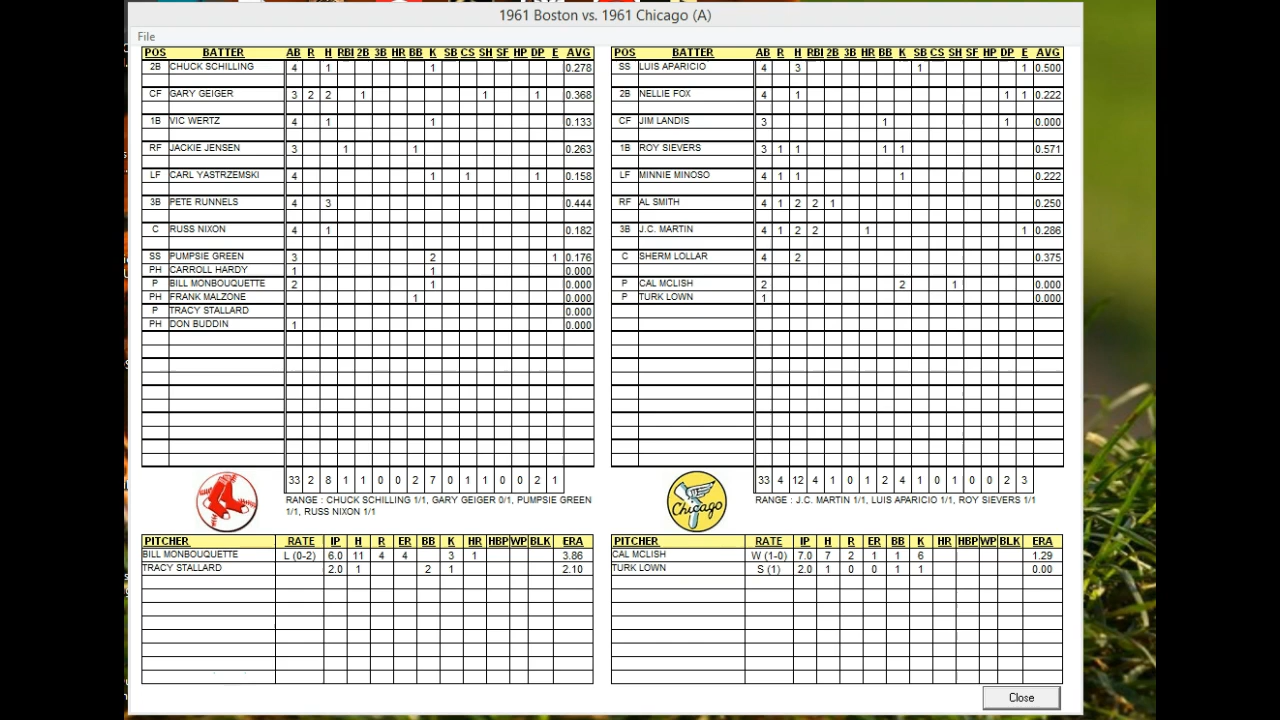 1961 Boston vs. 1961 Chicago (A)
File
POS BATTER AB R H RBI 2B 3B HR BB K SB CS SH SF HP DP E AVG
2B CHUCK SCHILLING 4 1 1 0.278
CF GARY GEIGER 3 2 2 1 1 1 0.368
1B VIC WERTZ 4 1 1 0.133
RF JACKIE JENSEN 3 1 1 0.263
LF CARL YASTRZEMSKI 4 1 1 1 0.158
3B PETE RUNNELS 4 3 0.444
C RUSS NIXON 4 1 0.182
SS PUMPSIE GREEN 3 2 1 0.176
PH CARROLL HARDY 1 1 0.000
P BILL MONBOUQUETTE 2 1 0.000
PH FRANK MALZONE 1 0.000
P TRACY STALLARD 0.000
PH DON BUDDIN 1 0.000
33 2 8 1 1 0 0 2 7 0 1 1 0 0 2 1
RANGE : CHUCK SCHILLING 1/1, GARY GEIGER 0/1, PUMPSIE GREEN
1/1, RUSS NIXON 1/1
PITCHER RATE IP H R ER BB K HR HBP WP BLK ERA
BILL MONBOUQUETTE L (0-2) 6.0 11 4 4 3 1 3.86
TRACY STALLARD 2.0 1 2 1 2.10
POS BATTER AB R H RBI 2B 3B HR BB K SB CS SH SF HP DP E AVG
SS LUIS APARICIO 4 3 1 1 0.500
2B NELLIE FOX 4 1 1 1 0.222
CF JIM LANDIS 3 1 1 0.000
1B ROY SIEVERS 3 1 1 1 1 0.571
LF MINNIE MINOSO 4 1 1 1 0.222
RF AL SMITH 4 1 2 2 1 0.250
3B J.C. MARTIN 4 1 2 2 1 1 0.286
C SHERM LOLLAR 4 2 0.375
P CAL MCLISH 2 2 1 0.000
P TURK LOWN 1 0.000
33 4 12 4 1 0 1 2 4 1 0 1 0 0 2 3
Chicago
RANGE : J.C. MARTIN 1/1, LUIS APARICIO 1/1, ROY SIEVERS 1/1
PITCHER RATE IP H R ER BB K HR HBP WP BLK ERA
CAL MCLISH W (1-0) 7.0 7 2 1 1 6 1.29
TURK LOWN S (1) 2.0 1 0 0 1 1 0.00
Close